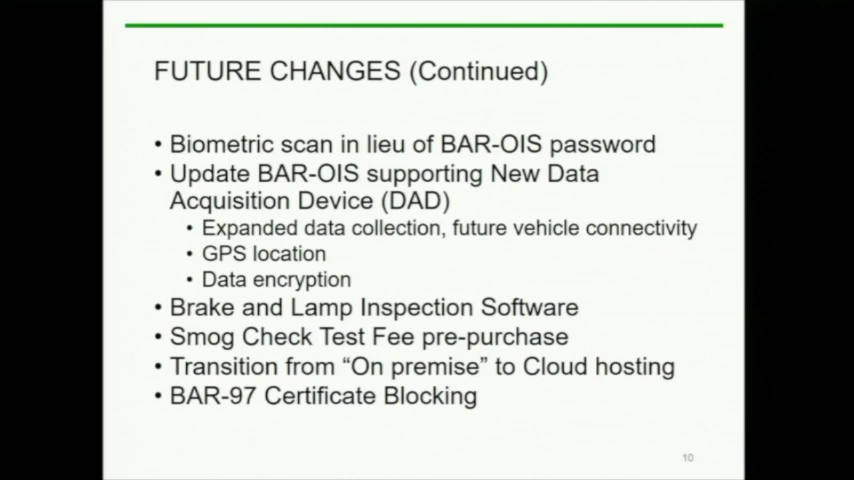 FUTURE CHANGES (Continued)
• Biometric scan in lieu of BAR-OIS password
• Update BAR-OIS supporting New Data
Acquisition Device (DAD)
• Expanded data collection, future vehicle connectivity
• GPS location
• Data encryption
• Brake and Lamp Inspection Software
• Smog Check Test Fee pre-purchase
• Transition from “On premise” to Cloud hosting
• BAR-97 Certificate Blocking
10